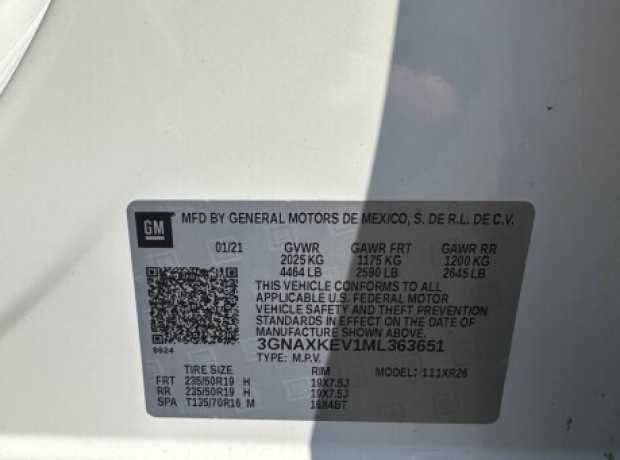 GM
MFD BY GENERAL MOTORS DE MEXICO, S. DE R.L. DE C.V.
01/21 GVWR GAWR FRT GAWR RR
2025 KG 1175 KG 1200 KG
4464 LB 2590 LB 2645 LB
THIS VEHICLE CONFORMS TO ALL
APPLICABLE U.S. FEDERAL MOTOR
VEHICLE SAFETY AND THEFT PREVENTION
STANDARDS IN EFFECT ON THE DATE OF
MANUFACTURE SHOWN ABOVE.
3GNAXKEV1ML363651
8624
TYPE: M.P.V. MODEL: 111XR26
TIRE SIZE RIM
FRT 235/50R19 H 19X7.5J
RR 235/50R19 H 19X7.5J
SPA T135/70R16 M 16X4BT